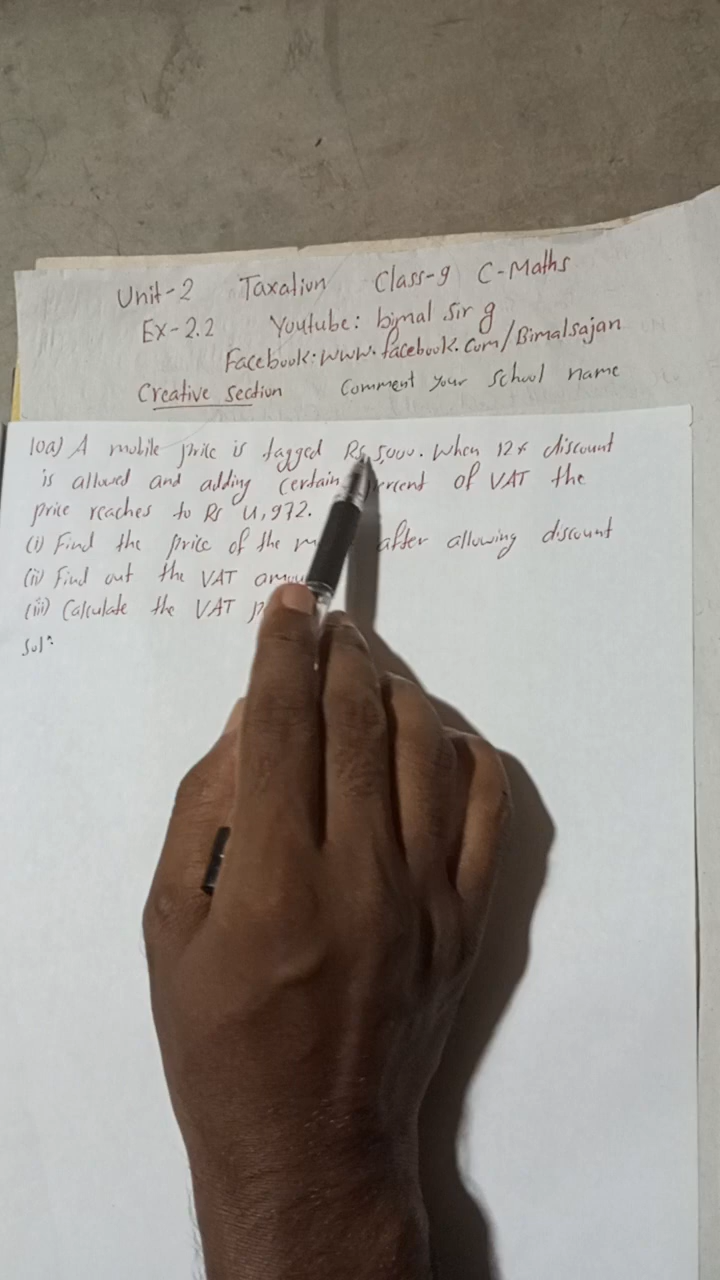 Unit-2 Taxation Class-9 C-Maths
Ex-2.2 Youtube: bimal sir g
Facebook: www.facebook.com/Bimalsajan
Creative section Comment your school name
10a) A mobile price is tagged Rs 5,000. When 12% discount
is allowed and adding certain percent of VAT the
price reaches to Rs 4,972.
(i) Find the price of the after allowing discount
(ii) Find out the VAT
(iii) Calculate the VAT
Solⁿ: